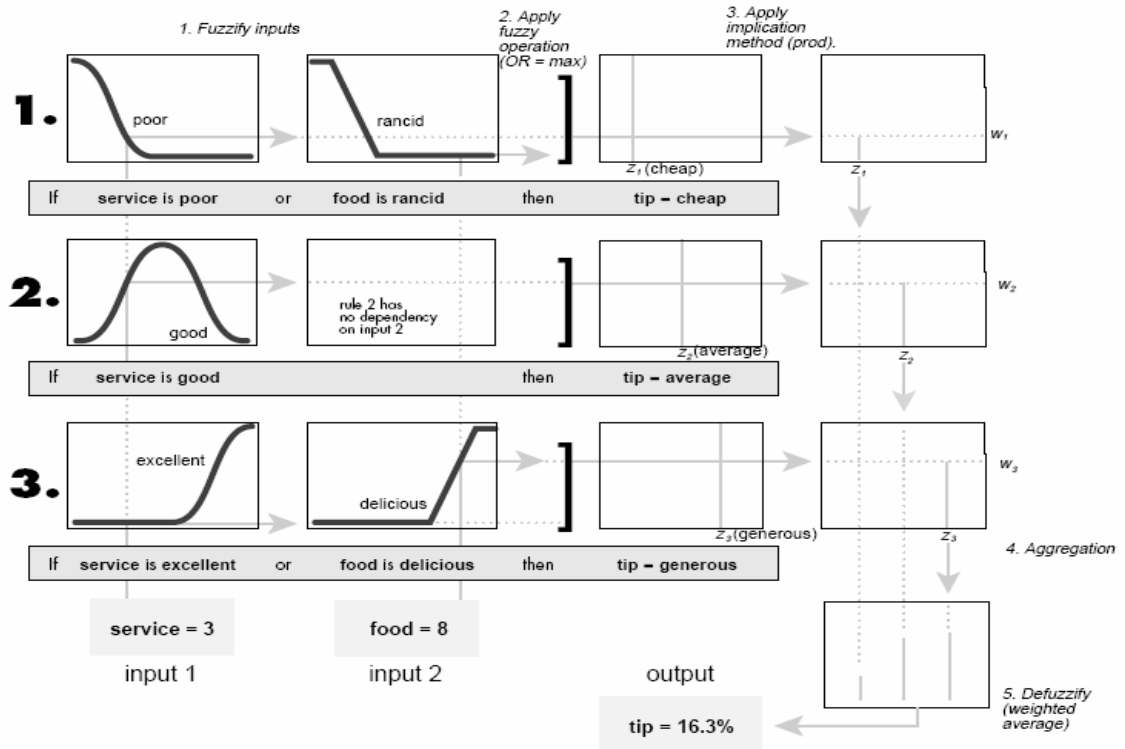 1. Fuzzify inputs
2. Apply
fuzzy
operation
(OR = max)
3. Apply
implication
method (prod).
1.
poor
rancid
z₁ (cheap)
w₁
z₁
If service is poor or food is rancid then tip – cheap
2.
good
rule 2 has
no dependency
on input 2
z₂ (average)
w₂
z₂
If service is good then tip – average
3.
excellent
delicious
z₃ (generous)
w₃
z₃
If service is excellent or food is delicious then tip – generous
4. Aggregation
service = 3
food = 8
input 1
input 2
output
tip = 16.3%
5. Defuzzify
(weighted
average)